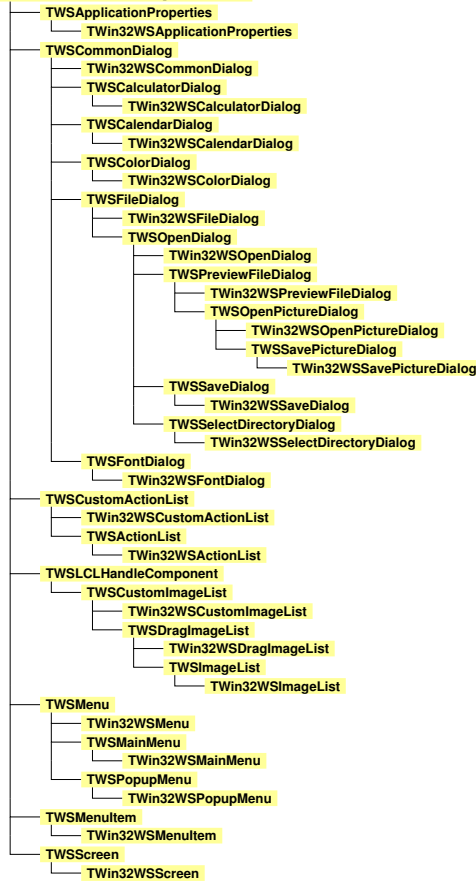 TWSApplicationProperties
TWin32WSApplicationProperties
TWSCommonDialog
TWin32WSCommonDialog
TWSCalculatorDialog
TWin32WSCalculatorDialog
TWSCalendarDialog
TWin32WSCalendarDialog
TWSColorDialog
TWin32WSColorDialog
TWSFileDialog
TWin32WSFileDialog
TWSOpenDialog
TWin32WSOpenDialog
TWSPreviewFileDialog
TWin32WSPreviewFileDialog
TWSOpenPictureDialog
TWin32WSOpenPictureDialog
TWSSavePictureDialog
TWin32WSSavePictureDialog
TWSSaveDialog
TWin32WSSaveDialog
TWSSelectDirectoryDialog
TWin32WSSelectDirectoryDialog
TWSFontDialog
TWin32WSFontDialog
TWSCustomActionList
TWin32WSCustomActionList
TWSActionList
TWin32WSActionList
TWSLCLHandleComponent
TWSCustomImageList
TWin32WSCustomImageList
TWSDragImageList
TWin32WSDragImageList
TWSImageList
TWin32WSImageList
TWSMenu
TWin32WSMenu
TWSMainMenu
TWin32WSMainMenu
TWSPopupMenu
TWin32WSPopupMenu
TWSMenuItem
TWin32WSMenuItem
TWSScreen
TWin32WSScreen